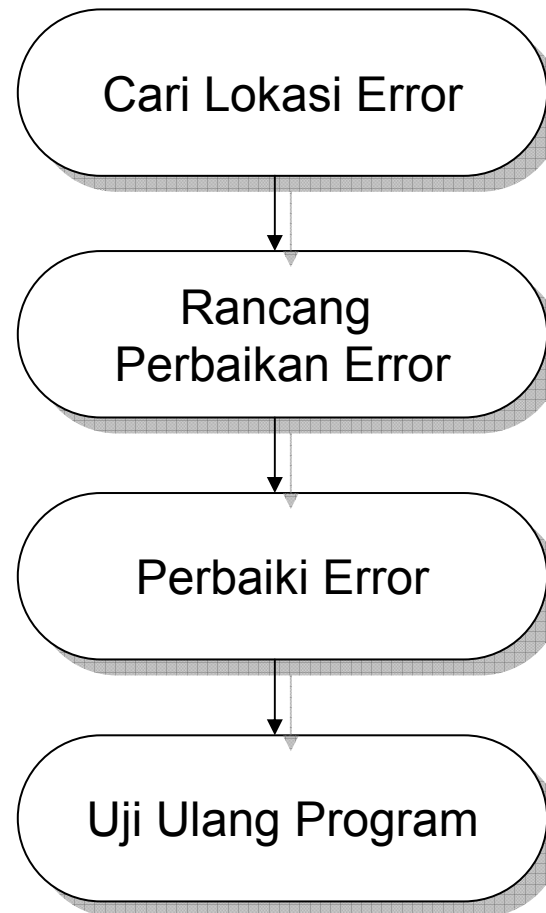 Cari Lokasi Error
Rancang
Perbaikan Error
Perbaiki Error
Uji Ulang Program